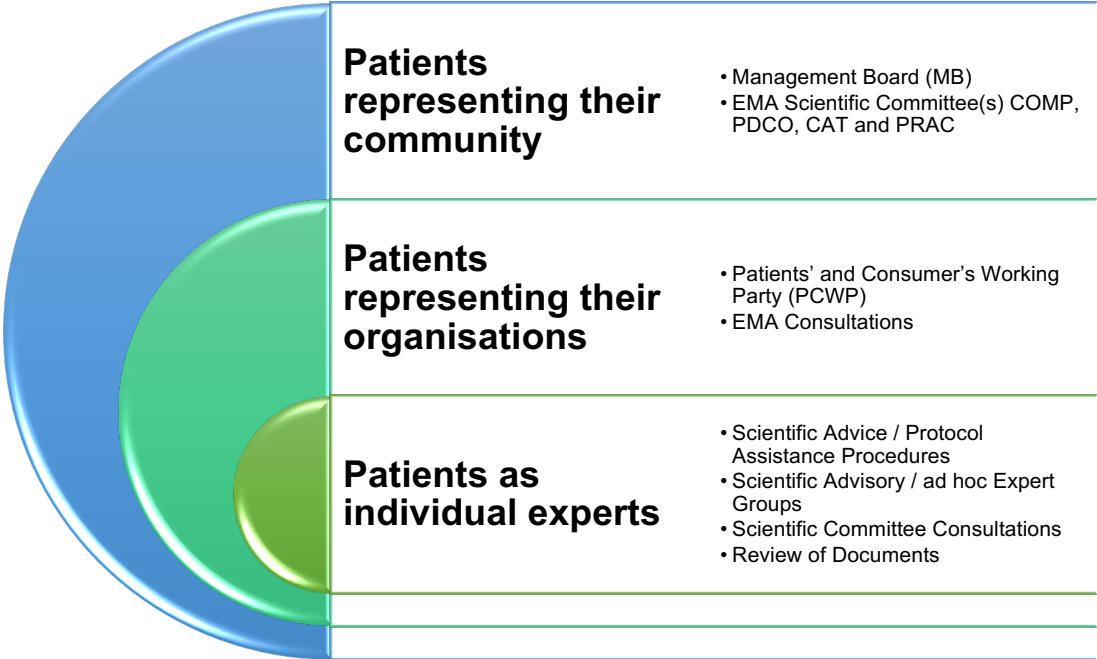 Patients
representing their
community
• Management Board (MB)
• EMA Scientific Committee(s) COMP,
PDCO, CAT and PRAC
Patients
representing their
organisations
• Patients’ and Consumer’s Working
Party (PCWP)
• EMA Consultations
Patients as
individual experts
• Scientific Advice / Protocol
Assistance Procedures
• Scientific Advisory / ad hoc Expert
Groups
• Scientific Committee Consultations
• Review of Documents